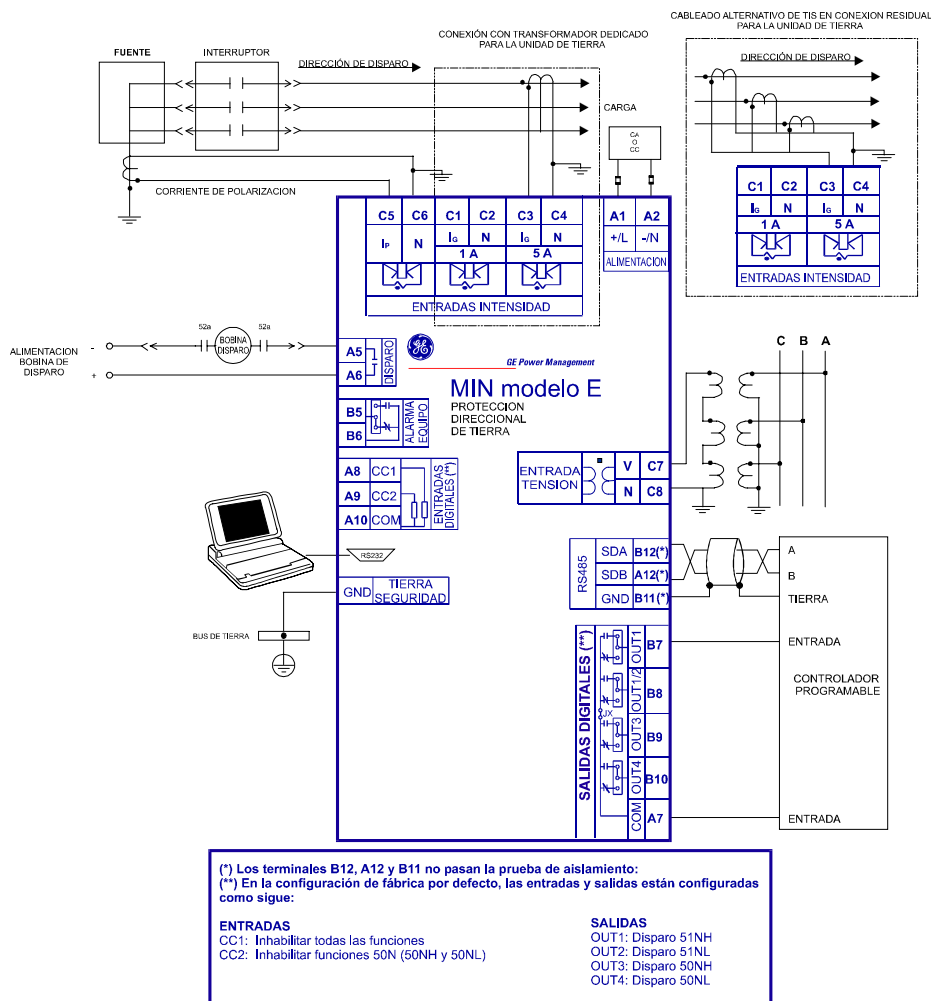 CABLEADO ALTERNATIVO DE TIS EN CONEXION RESIDUAL
PARA LA UNIDAD DE TIERRA
CONEXIÓN CON TRANSFORMADOR DEDICADO
PARA LA UNIDAD DE TIERRA
FUENTE
INTERRUPTOR
DIRECCIÓN DE DISPARO
DIRECCIÓN DE DISPARO
CARGA
CA
O
CC
CORRIENTE DE POLARIZACION
C1 C2 C3 C4
IG N IG N
1 A 5 A
ENTRADAS INTENSIDAD
C5 C6 C1 C2 C3 C4
IP N IG N IG N
1 A 5 A
ENTRADAS INTENSIDAD
A1 A2
+/L -/N
ALIMENTACION
ALIMENTACION
BOBINA DE
DISPARO
-
+
52a
BOBINA
DISPARO
52a
A5
A6
DISPARO
GE
GE Power Management
MIN modelo E
PROTECCION
DIRECCIONAL
DE TIERRA
B5
B6
ALARMA
EQUIPO
A8 CC1
A9 CC2
A10 COM
ENTRADAS
DIGITALES (**)
C B A
ENTRADA
TENSION
V C7
N C8
RS232
GND
TIERRA
SEGURIDAD
BUS DE TIERRA
RS485
SDA B12(*)
SDB A12(*)
GND B11(*)
A
B
TIERRA
ENTRADA
CONTROLADOR
PROGRAMABLE
ENTRADA
SALIDAS DIGITALES (**)
JX
OUT1 B7
OUT1/2 B8
OUT3 B9
OUT4 B10
COM A7
(*) Los terminales B12, A12 y B11 no pasan la prueba de aislamiento:
(**) En la configuración de fábrica por defecto, las entradas y salidas están configuradas
como sigue:
ENTRADAS
CC1: Inhabilitar todas las funciones
CC2: Inhabilitar funciones 50N (50NH y 50NL)
SALIDAS
OUT1: Disparo 51NH
OUT2: Disparo 51NL
OUT3: Disparo 50NH
OUT4: Disparo 50NL